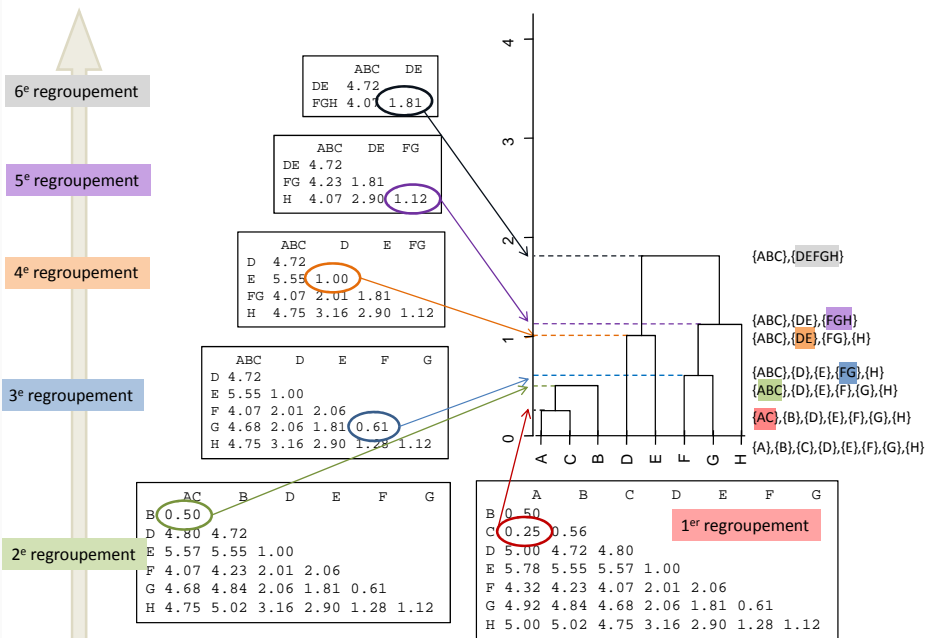 6e regroupement
5e regroupement
4e regroupement
3e regroupement
2e regroupement
ABC DE
DE 4.72
FGH 4.07 1.81
ABC DE FG
DE 4.72
FG 4.23 1.81
H 4.07 2.90 1.12
ABC D E FG
D 4.72
E 5.55 1.00
FG 4.07 2.01 1.81
H 4.75 3.16 2.90 1.12
ABC D E F G
D 4.72
E 5.55 1.00
F 4.07 2.01 2.06
G 4.68 2.06 1.81 0.61
H 4.75 3.16 2.90 1.28 1.12
AC B D E F G
B 0.50
D 4.80 4.72
E 5.57 5.55 1.00
F 4.07 4.23 2.01 2.06
G 4.68 4.84 2.06 1.81 0.61
H 4.75 5.02 3.16 2.90 1.28 1.12
A B C D E F G
B 0.50
C 0.25 0.56
D 5.00 4.72 4.80
E 5.78 5.55 5.57 1.00
F 4.32 4.23 4.07 2.01 2.06
G 4.92 4.84 4.68 2.06 1.81 0.61
H 5.00 5.02 4.75 3.16 2.90 1.28 1.12
1er regroupement
4
3
2
1
0
A C B D E F G H
{ABC},{DEFGH}
{ABC},{DE},{FGH}
{ABC},{DE},{FG},{H}
{ABC},{D},{E},{FG},{H}
{ABC},{D},{E},{F},{G},{H}
{AC},{B},{D},{E},{F},{G},{H}
{A},{B},{C},{D},{E},{F},{G},{H}